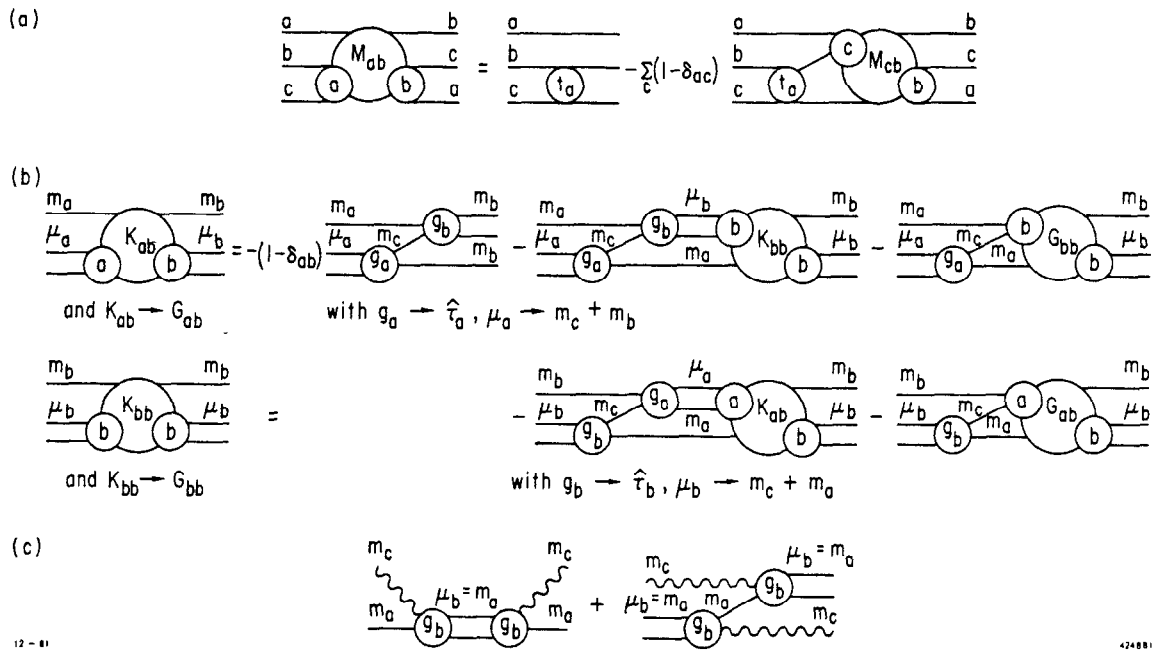 (a)
a b
b M_ab c
c a b a
=
a
b
c t_a
-Σ_c(1-δ_ac)
a b
b c M_cb c
c t_a b a
(b)
m_a m_b
μ_a K_ab μ_b
a b
= -(1-δ_ab)
m_a m_b
μ_a m_c g_b
g_a m_b
-
m_a μ_b m_b
μ_a m_c g_b b K_bb μ_b
g_a m_a b
-
m_a m_b
μ_a m_c b G_bb μ_b
g_a m_a b
and K_ab → G_ab
with g_a → τ̂_a , μ_a → m_c + m_b
m_b m_b
μ_b K_bb μ_b
b b
=
-
m_b μ_a m_b
μ_b m_c g_a a K_ab μ_b
g_b m_a b
-
m_b m_b
μ_b m_c a G_ab μ_b
g_b m_a b
and K_bb → G_bb
with g_b → τ̂_b , μ_b → m_c + m_a
(c)
m_c m_c
μ_b = m_a
m_a g_b g_b m_a
+
m_c μ_b = m_a
μ_b = m_a m_a g_b
g_b m_c
12 - 81
4248B1